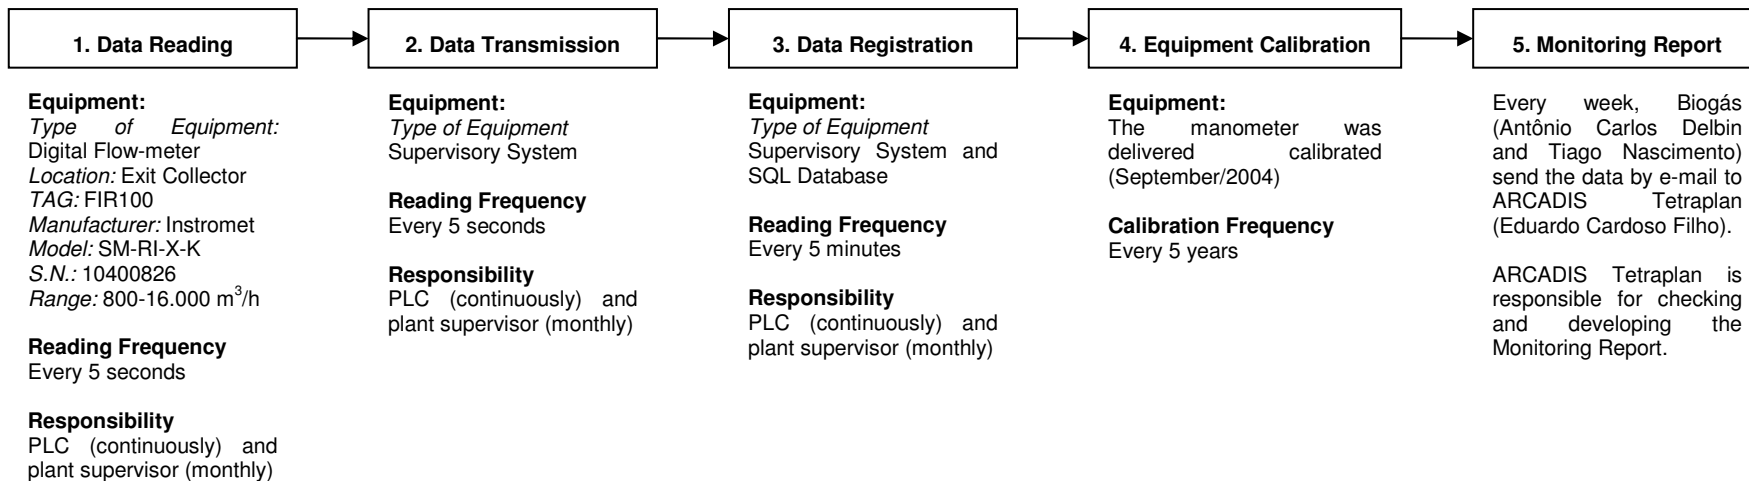 1. Data Reading
2. Data Transmission
3. Data Registration
4. Equipment Calibration
5. Monitoring Report
Equipment:
Type of Equipment:
Digital Flow-meter
Location: Exit Collector
TAG: FIR100
Manufacturer: Instromet
Model: SM-RI-X-K
S.N.: 10400826
Range: 800-16.000 m³/h
Reading Frequency
Every 5 seconds
Responsibility
PLC (continuously) and
plant supervisor (monthly)
Equipment:
Type of Equipment
Supervisory System
Reading Frequency
Every 5 seconds
Responsibility
PLC (continuously) and
plant supervisor (monthly)
Equipment:
Type of Equipment
Supervisory System and
SQL Database
Reading Frequency
Every 5 minutes
Responsibility
PLC (continuously) and
plant supervisor (monthly)
Equipment:
The manometer was
delivered calibrated
(September/2004)
Calibration Frequency
Every 5 years
Every week, Biogás
(Antônio Carlos Delbin
and Tiago Nascimento)
send the data by e-mail to
ARCADIS Tetraplan
(Eduardo Cardoso Filho).
ARCADIS Tetraplan is
responsible for checking
and developing the
Monitoring Report.